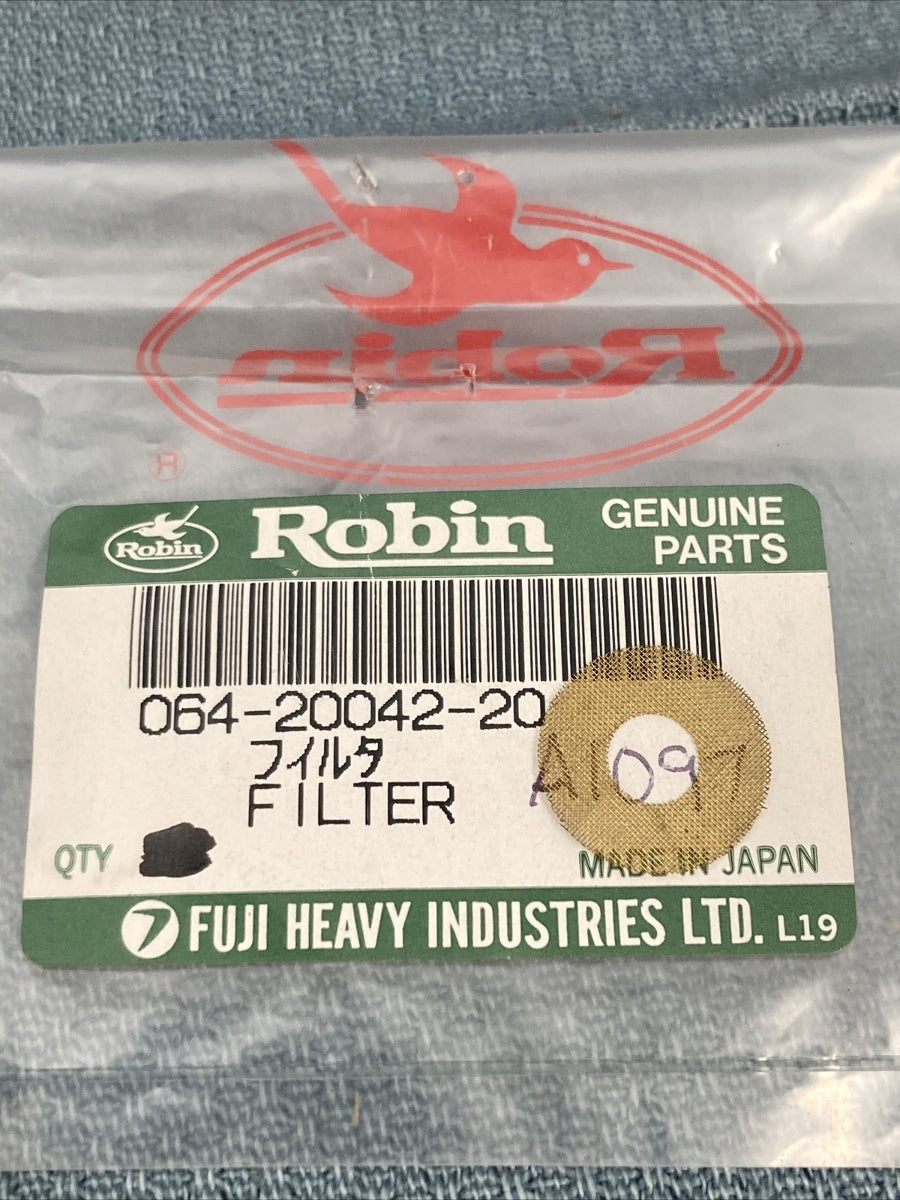 Robin
®
Robin
Robin
GENUINE
PARTS
064-20042-20
フィルタ
FILTER
A1097
QTY
MADE IN JAPAN
FUJI HEAVY INDUSTRIES LTD. L19